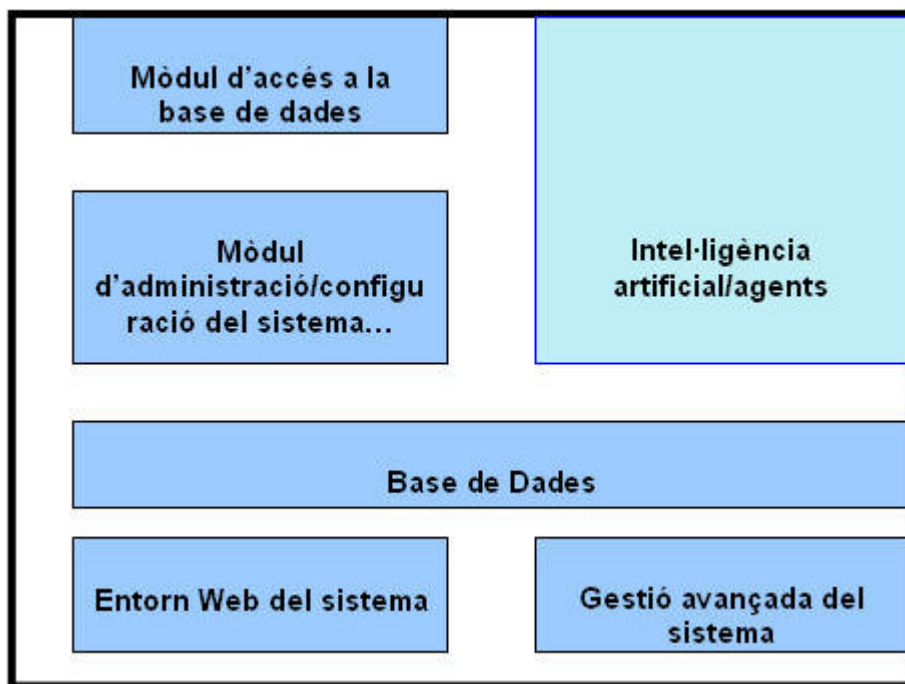 Mòdul d'accés a la
base de dades
Mòdul
d'administració/configu
ració del sistema...
Intel·ligència
artificial/agents
Base de Dades
Entorn Web del sistema
Gestió avançada del
sistema